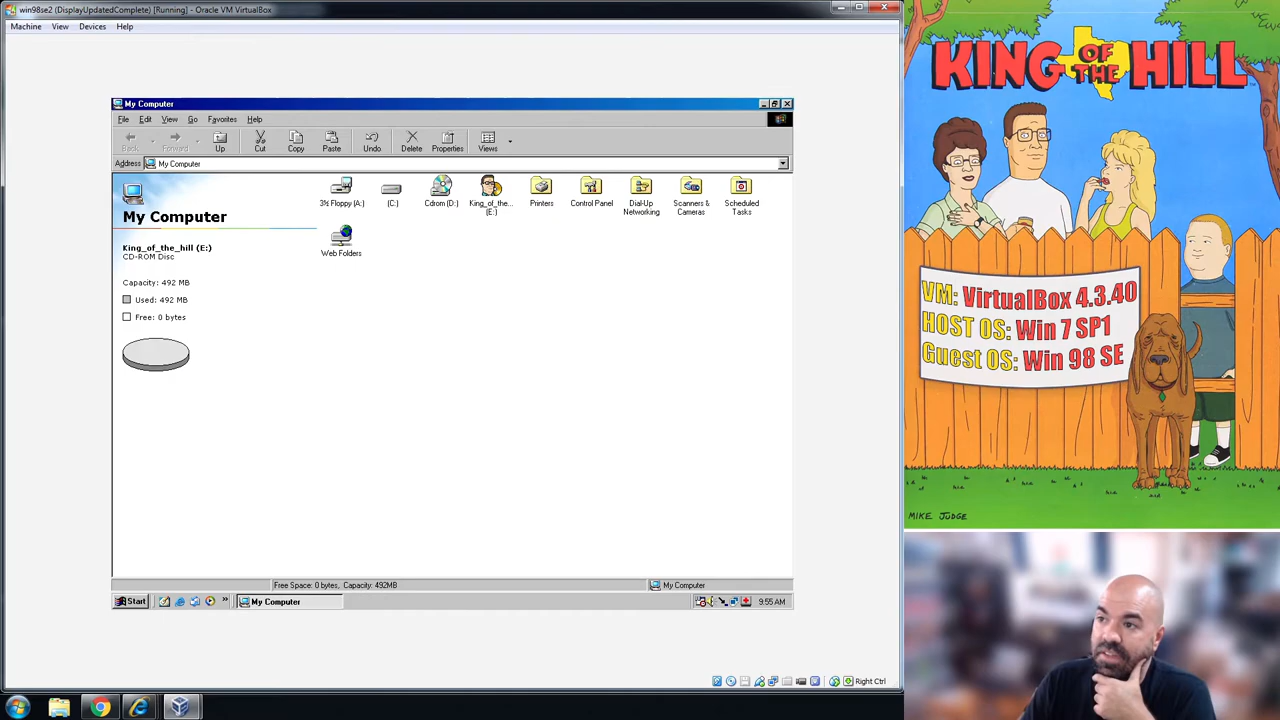 win98se2 (DisplayUpdatedComplete) [Running] - Oracle VM VirtualBox
Machine View Devices Help
My Computer
File Edit View Go Favorites Help
Back Forward Up Cut Copy Paste Undo Delete Properties Views
Address My Computer
My Computer
King_of_the_hill (E:)
CD-ROM Disc
Capacity: 492 MB
Used: 492 MB
Free: 0 bytes
3½ Floppy (A:)
(C:)
Cdrom (D:)
King_of_the...
(E:)
Printers
Control Panel
Dial-Up
Networking
Scanners &
Cameras
Scheduled
Tasks
Web Folders
Free Space: 0 bytes, Capacity: 492MB
My Computer
Start
My Computer
9:55 AM
Right Ctrl
KING OF THE HILL
VM: VirtualBox 4.3.40
HOST OS: Win 7 SP1
Guest OS: Win 98 SE
MIKE JUDGE